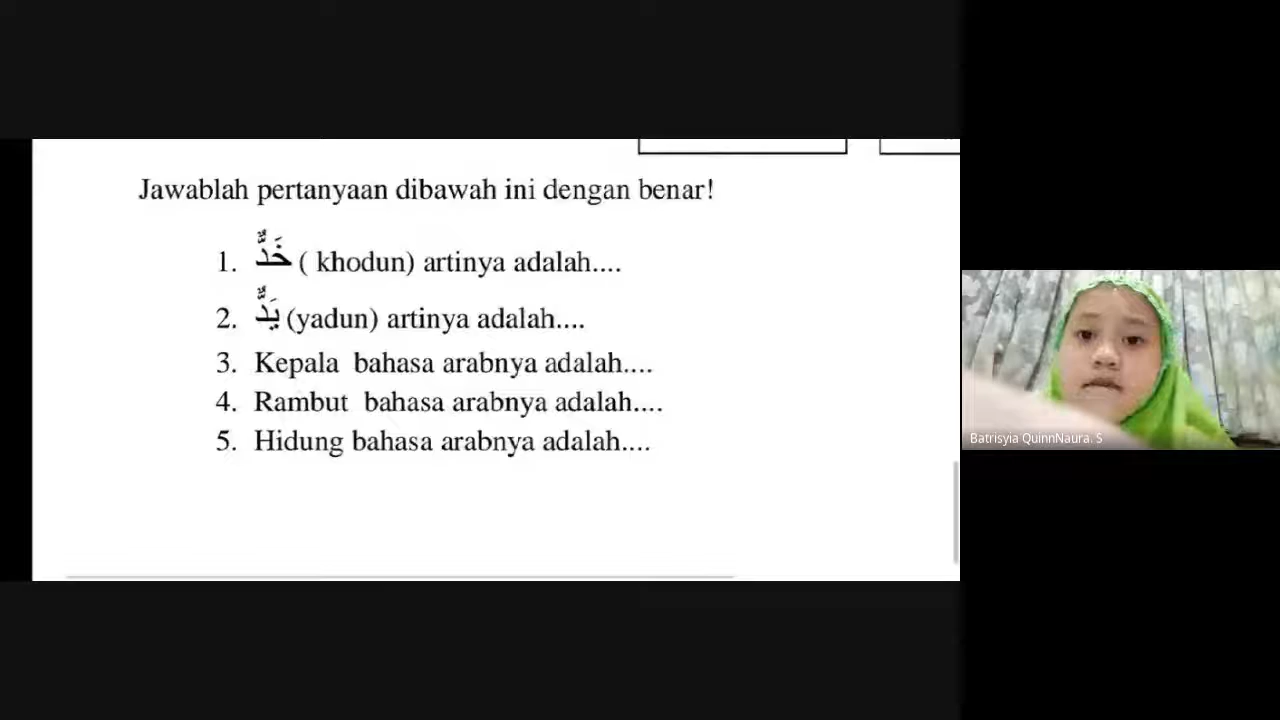 Jawablah pertanyaan dibawah ini dengan benar!
1. خَدٌّ ( khodun) artinya adalah....
2. يَدٌّ (yadun) artinya adalah....
3. Kepala bahasa arabnya adalah....
4. Rambut bahasa arabnya adalah....
5. Hidung bahasa arabnya adalah....
Batrisyia QuinnNaura. S